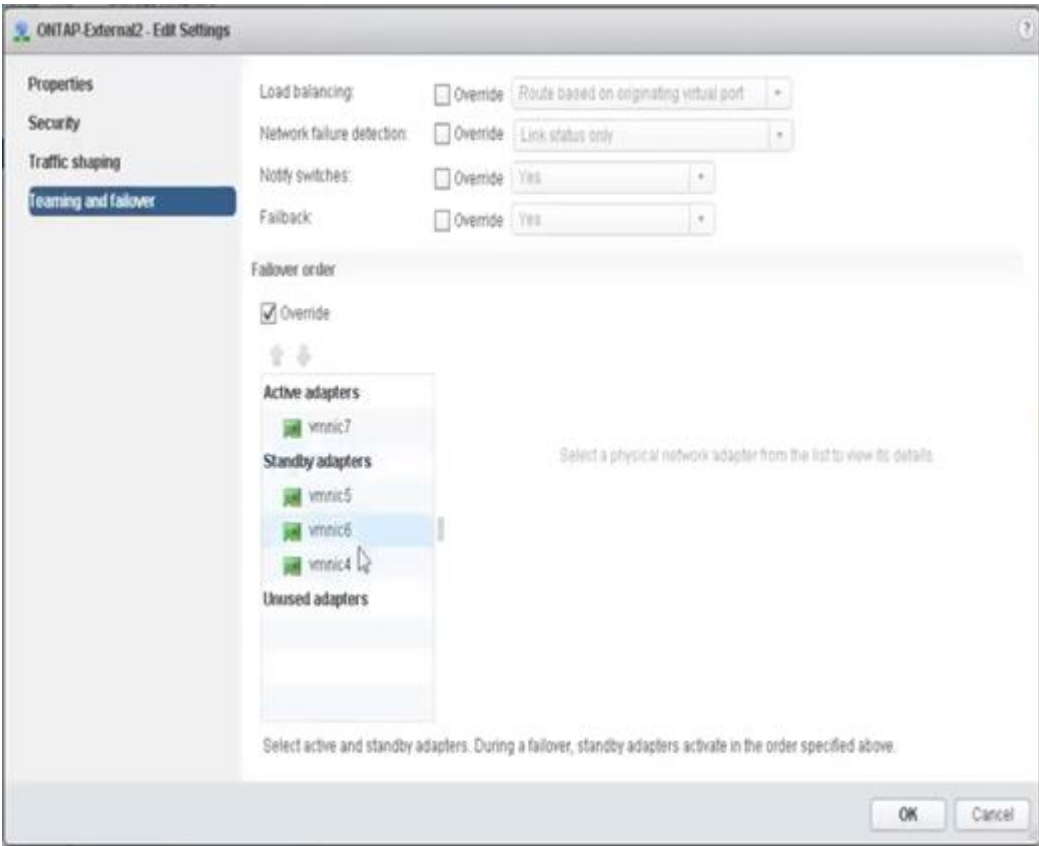 ONTAP-External2 - Edit Settings ?
Properties
Security
Traffic shaping
Teaming and failover
Load balancing: Override Route based on originating virtual port
Network failure detection: Override Link status only
Notify switches: Override Yes
Failback: Override Yes
Failover order
Override
Active adapters
vmnic7
Standby adapters
vmnic5
vmnic6
vmnic4
Unused adapters
Select a physical network adapter from the list to view its details.
Select active and standby adapters. During a failover, standby adapters activate in the order specified above.
OK Cancel